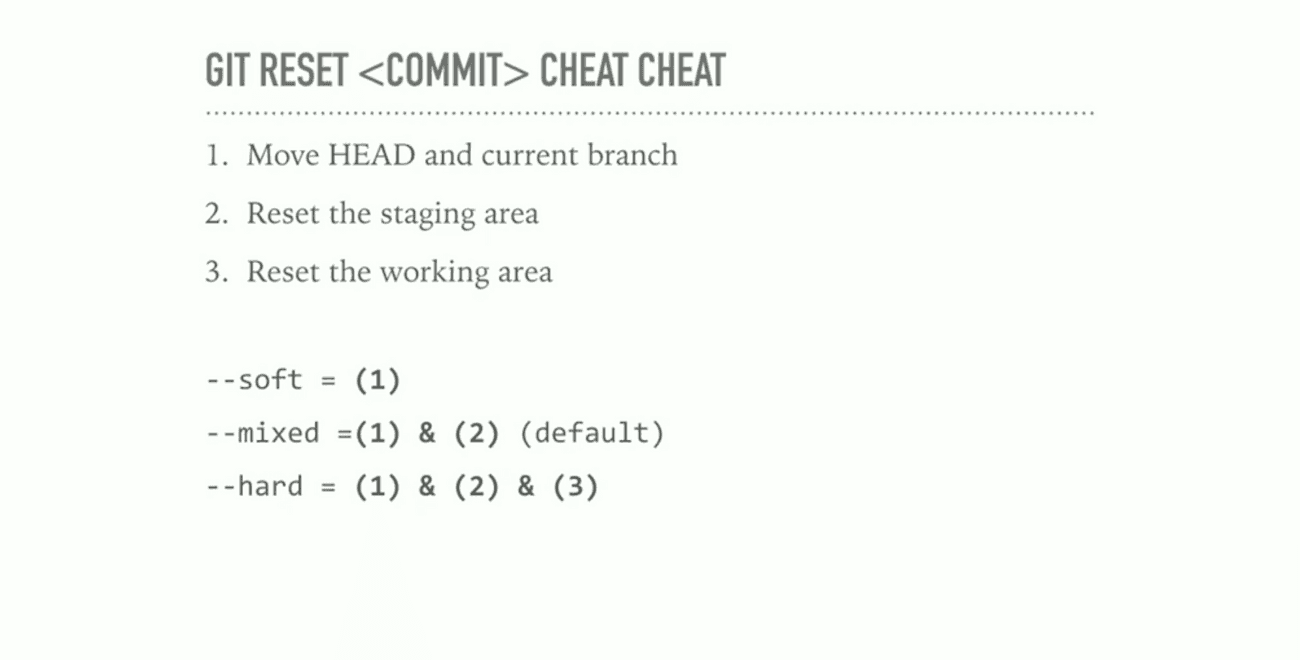 GIT RESET <COMMIT> CHEAT CHEAT
1. Move HEAD and current branch
2. Reset the staging area
3. Reset the working area
--soft = (1)
--mixed =(1) & (2) (default)
--hard = (1) & (2) & (3)